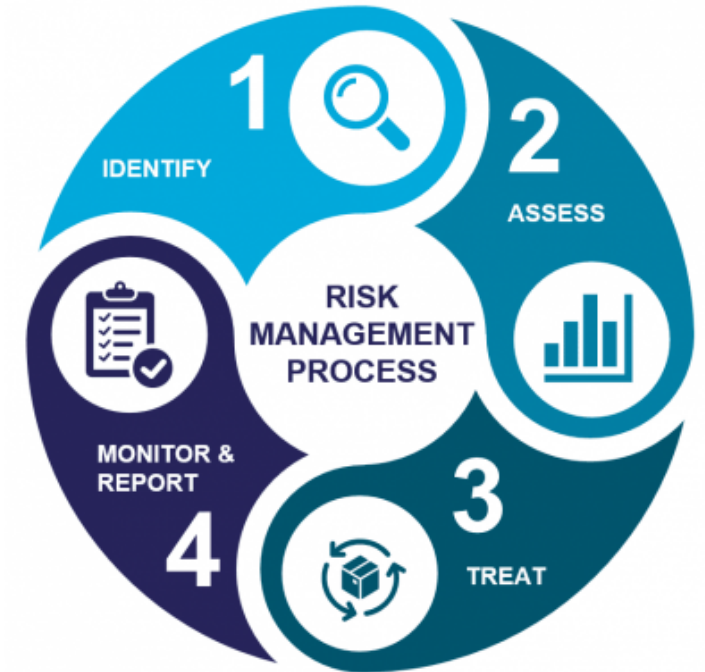 RISK
MANAGEMENT
PROCESS
1
IDENTIFY
2
ASSESS
3
TREAT
MONITOR &
REPORT
4